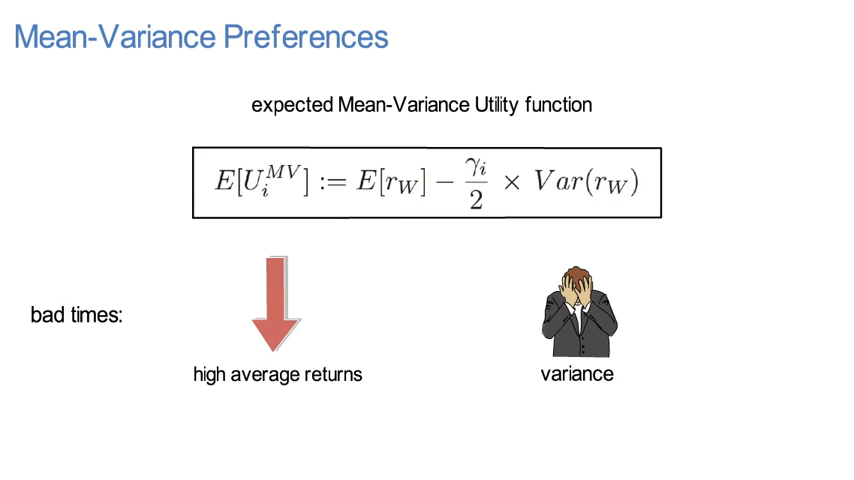 Mean-Variance Preferences
expected Mean-Variance Utility function
E[U_i^{MV}] := E[r_W] − \frac{γ_i}{2} × Var(r_W)
bad times:
high average returns
variance